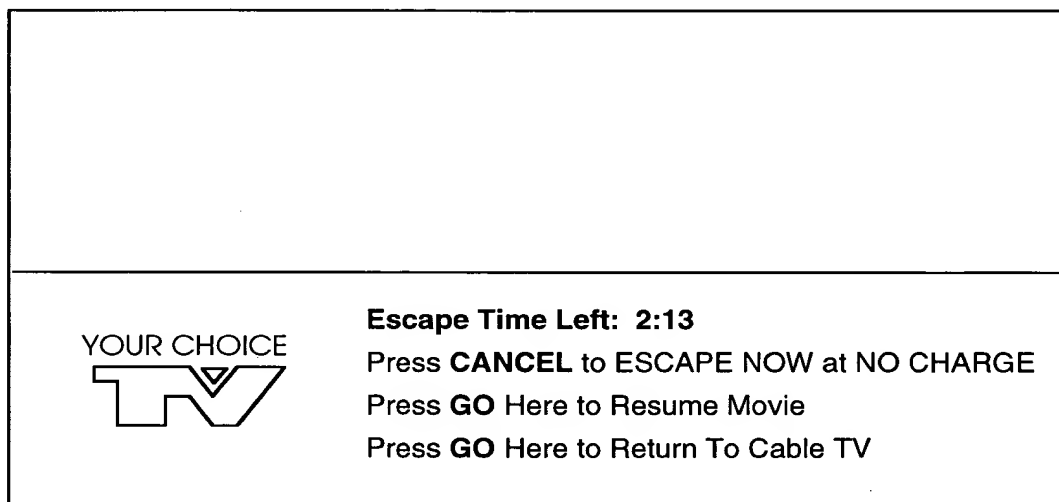 YOUR CHOICE
TV
Escape Time Left: 2:13
Press CANCEL to ESCAPE NOW at NO CHARGE
Press GO Here to Resume Movie
Press GO Here to Return To Cable TV